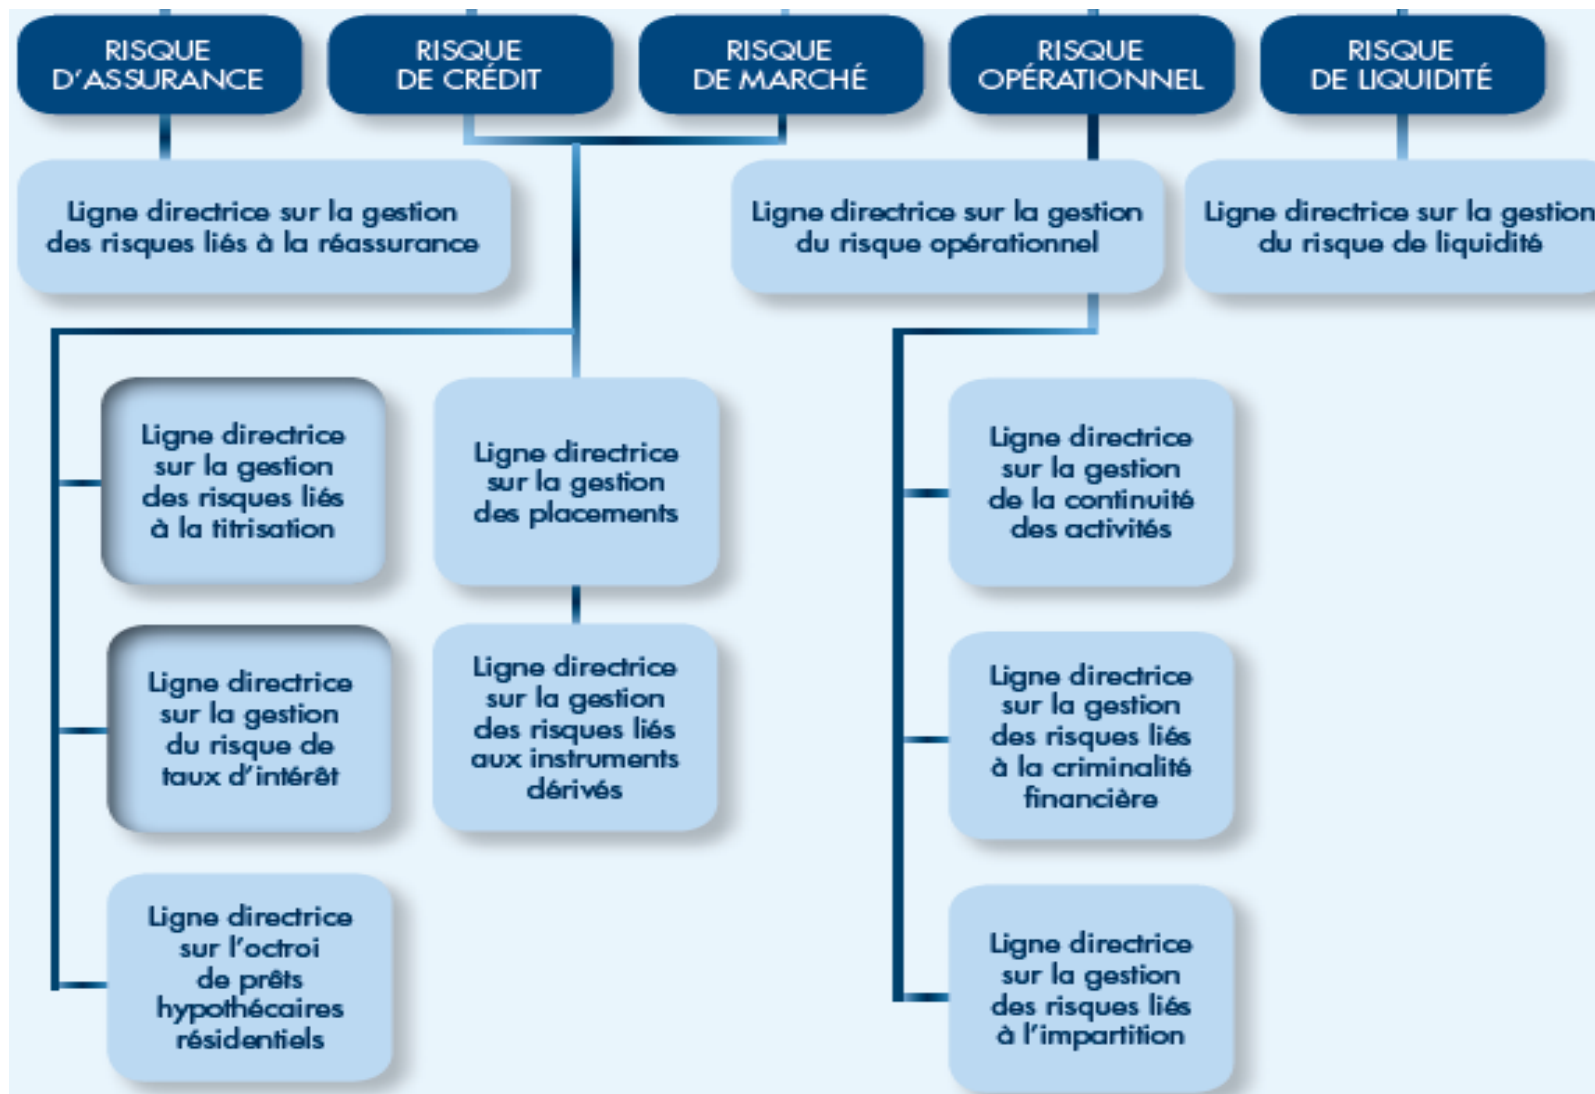 RISQUE
D'ASSURANCE
RISQUE
DE CRÉDIT
RISQUE
DE MARCHÉ
RISQUE
OPÉRATIONNEL
RISQUE
DE LIQUIDITÉ
Ligne directrice sur la gestion
des risques liés à la réassurance
Ligne directrice sur la gestion
du risque opérationnel
Ligne directrice sur la gestion
du risque de liquidité
Ligne directrice
sur la gestion
des risques liés
à la titrisation
Ligne directrice
sur la gestion
des placements
Ligne directrice
sur la gestion
de la continuité
des activités
Ligne directrice
sur la gestion
du risque de
taux d'intérêt
Ligne directrice
sur la gestion
des risques liés
aux instruments
dérivés
Ligne directrice
sur la gestion
des risques liés
à la criminalité
financière
Ligne directrice
sur l'octroi
de prêts
hypothécaires
résidentiels
Ligne directrice
sur la gestion
des risques liés
à l'impartition